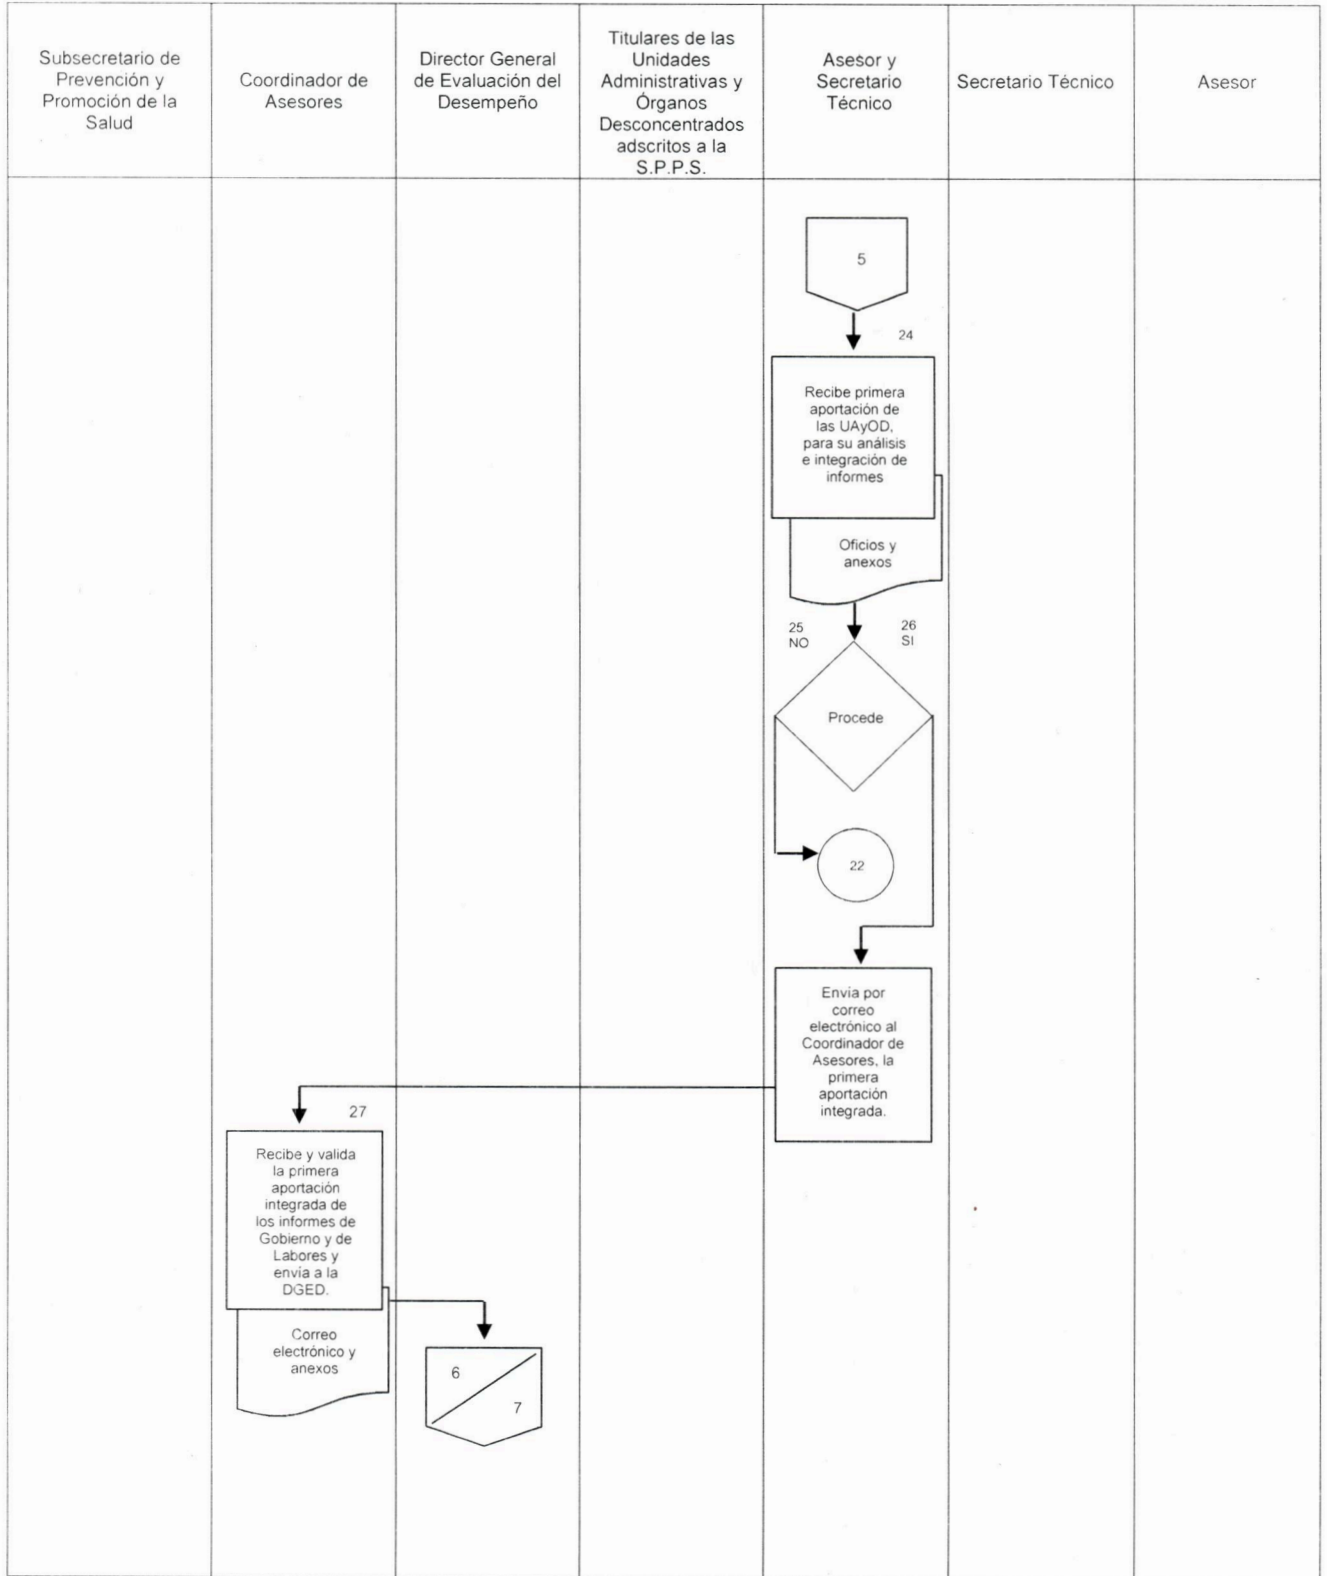 Subsecretario de
Prevención y
Promoción de la
Salud
Coordinador de
Asesores
Director General
de Evaluación del
Desempeño
Titulares de las
Unidades
Administrativas y
Órganos
Desconcentrados
adscritos a la
S.P.P.S.
Asesor y
Secretario
Técnico
Secretario Técnico
Asesor
5
24
Recibe primera
aportación de
las UAyOD,
para su análisis
e integración de
informes
Oficios y
anexos
25
NO
26
SI
Procede
22
Envia por
correo
electrónico al
Coordinador de
Asesores, la
primera
aportación
integrada.
27
Recibe y valida
la primera
aportación
integrada de
los informes de
Gobierno y de
Labores y
envía a la
DGED.
Correo
electrónico y
anexos
6
7